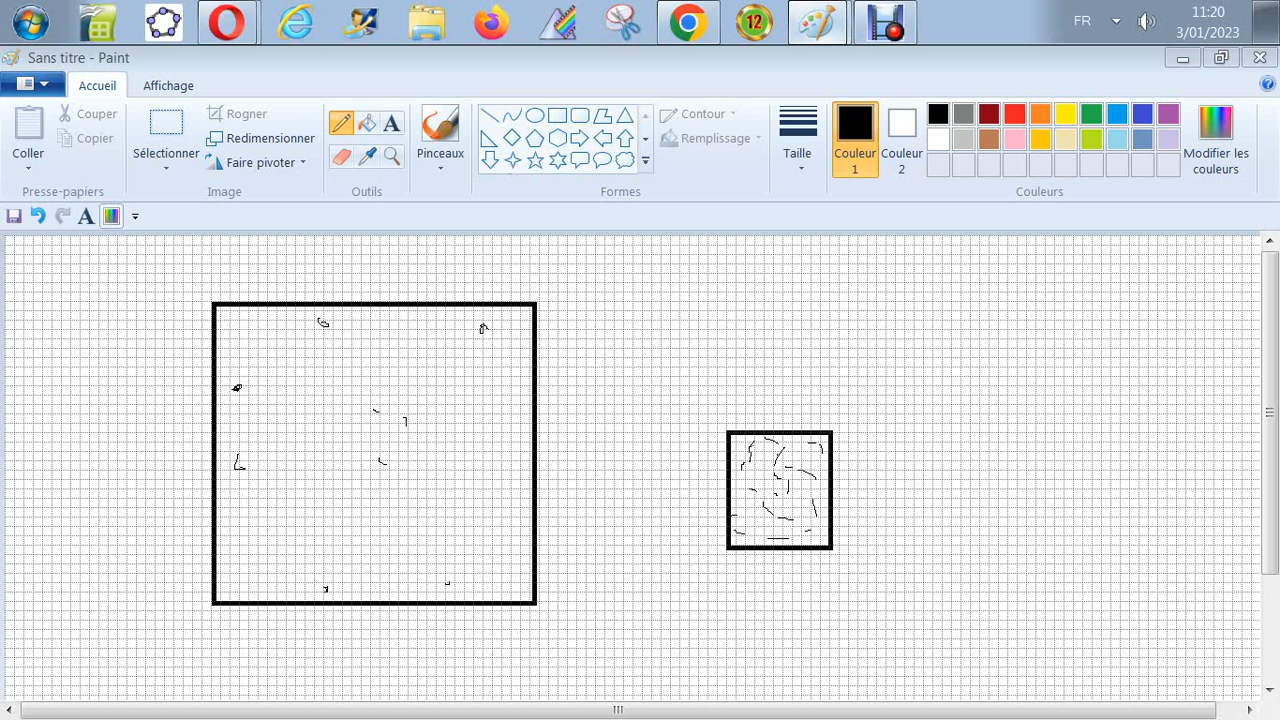 12
FR
11:20
3/01/2023
Sans titre - Paint
Accueil
Affichage
Coller
Couper
Copier
Presse-papiers
Sélectionner
Rogner
Redimensionner
Faire pivoter
Image
A
Outils
Pinceaux
Contour
Remplissage
Formes
Taille
Couleur
1
Couleur
2
Modifier les
couleurs
Couleurs
A